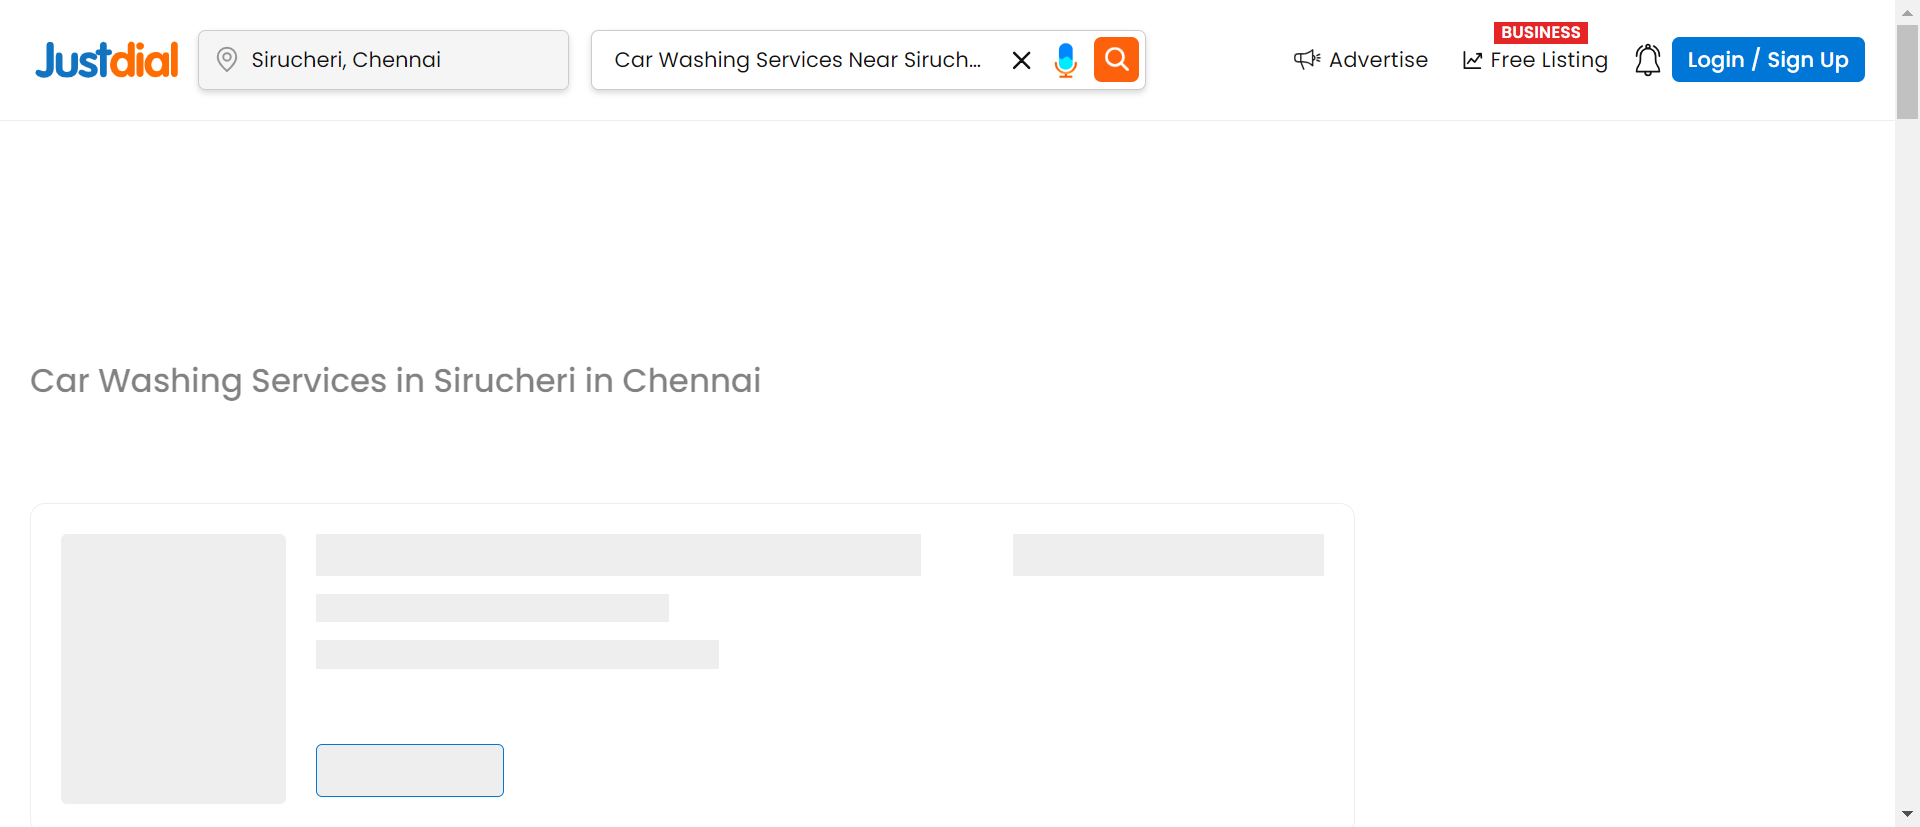 Justdial
Sirucheri, Chennai
Car Washing Services Near Siruch...
Advertise
BUSINESS
Free Listing
Login / Sign Up
Car Washing Services in Sirucheri in Chennai